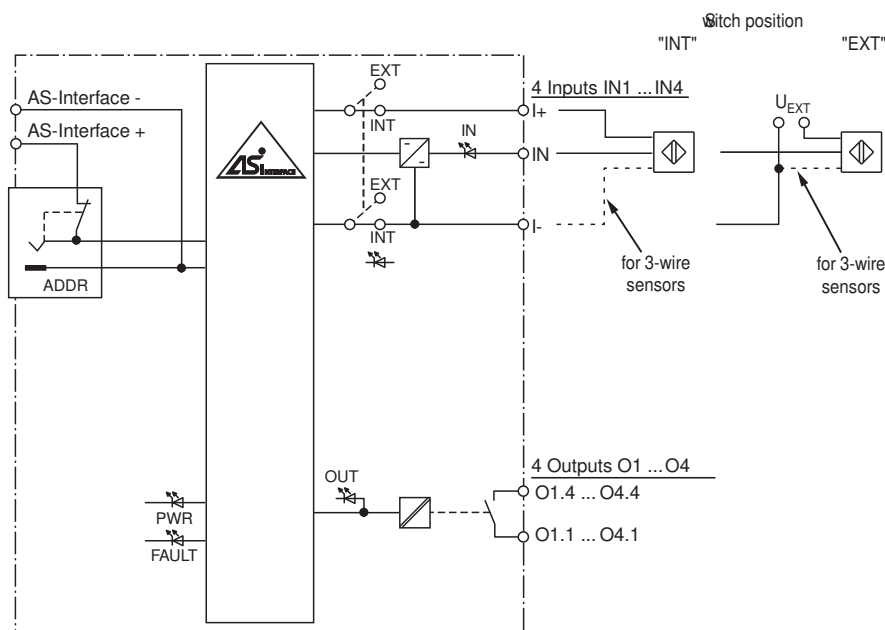 Switch position
"INT"
"EXT"
EXT
4 Inputs IN1 ... IN4
AS-Interface -
I+
U EXT
AS-Interface +
INT
IN
ASi INTERFACE
IN
EXT
I-
INT
ADDR
for 3-wire
sensors
for 3-wire
sensors
4 Outputs O1 ... O4
OUT
O1.4 ... O4.4
PWR
O1.1 ... O4.1
FAULT